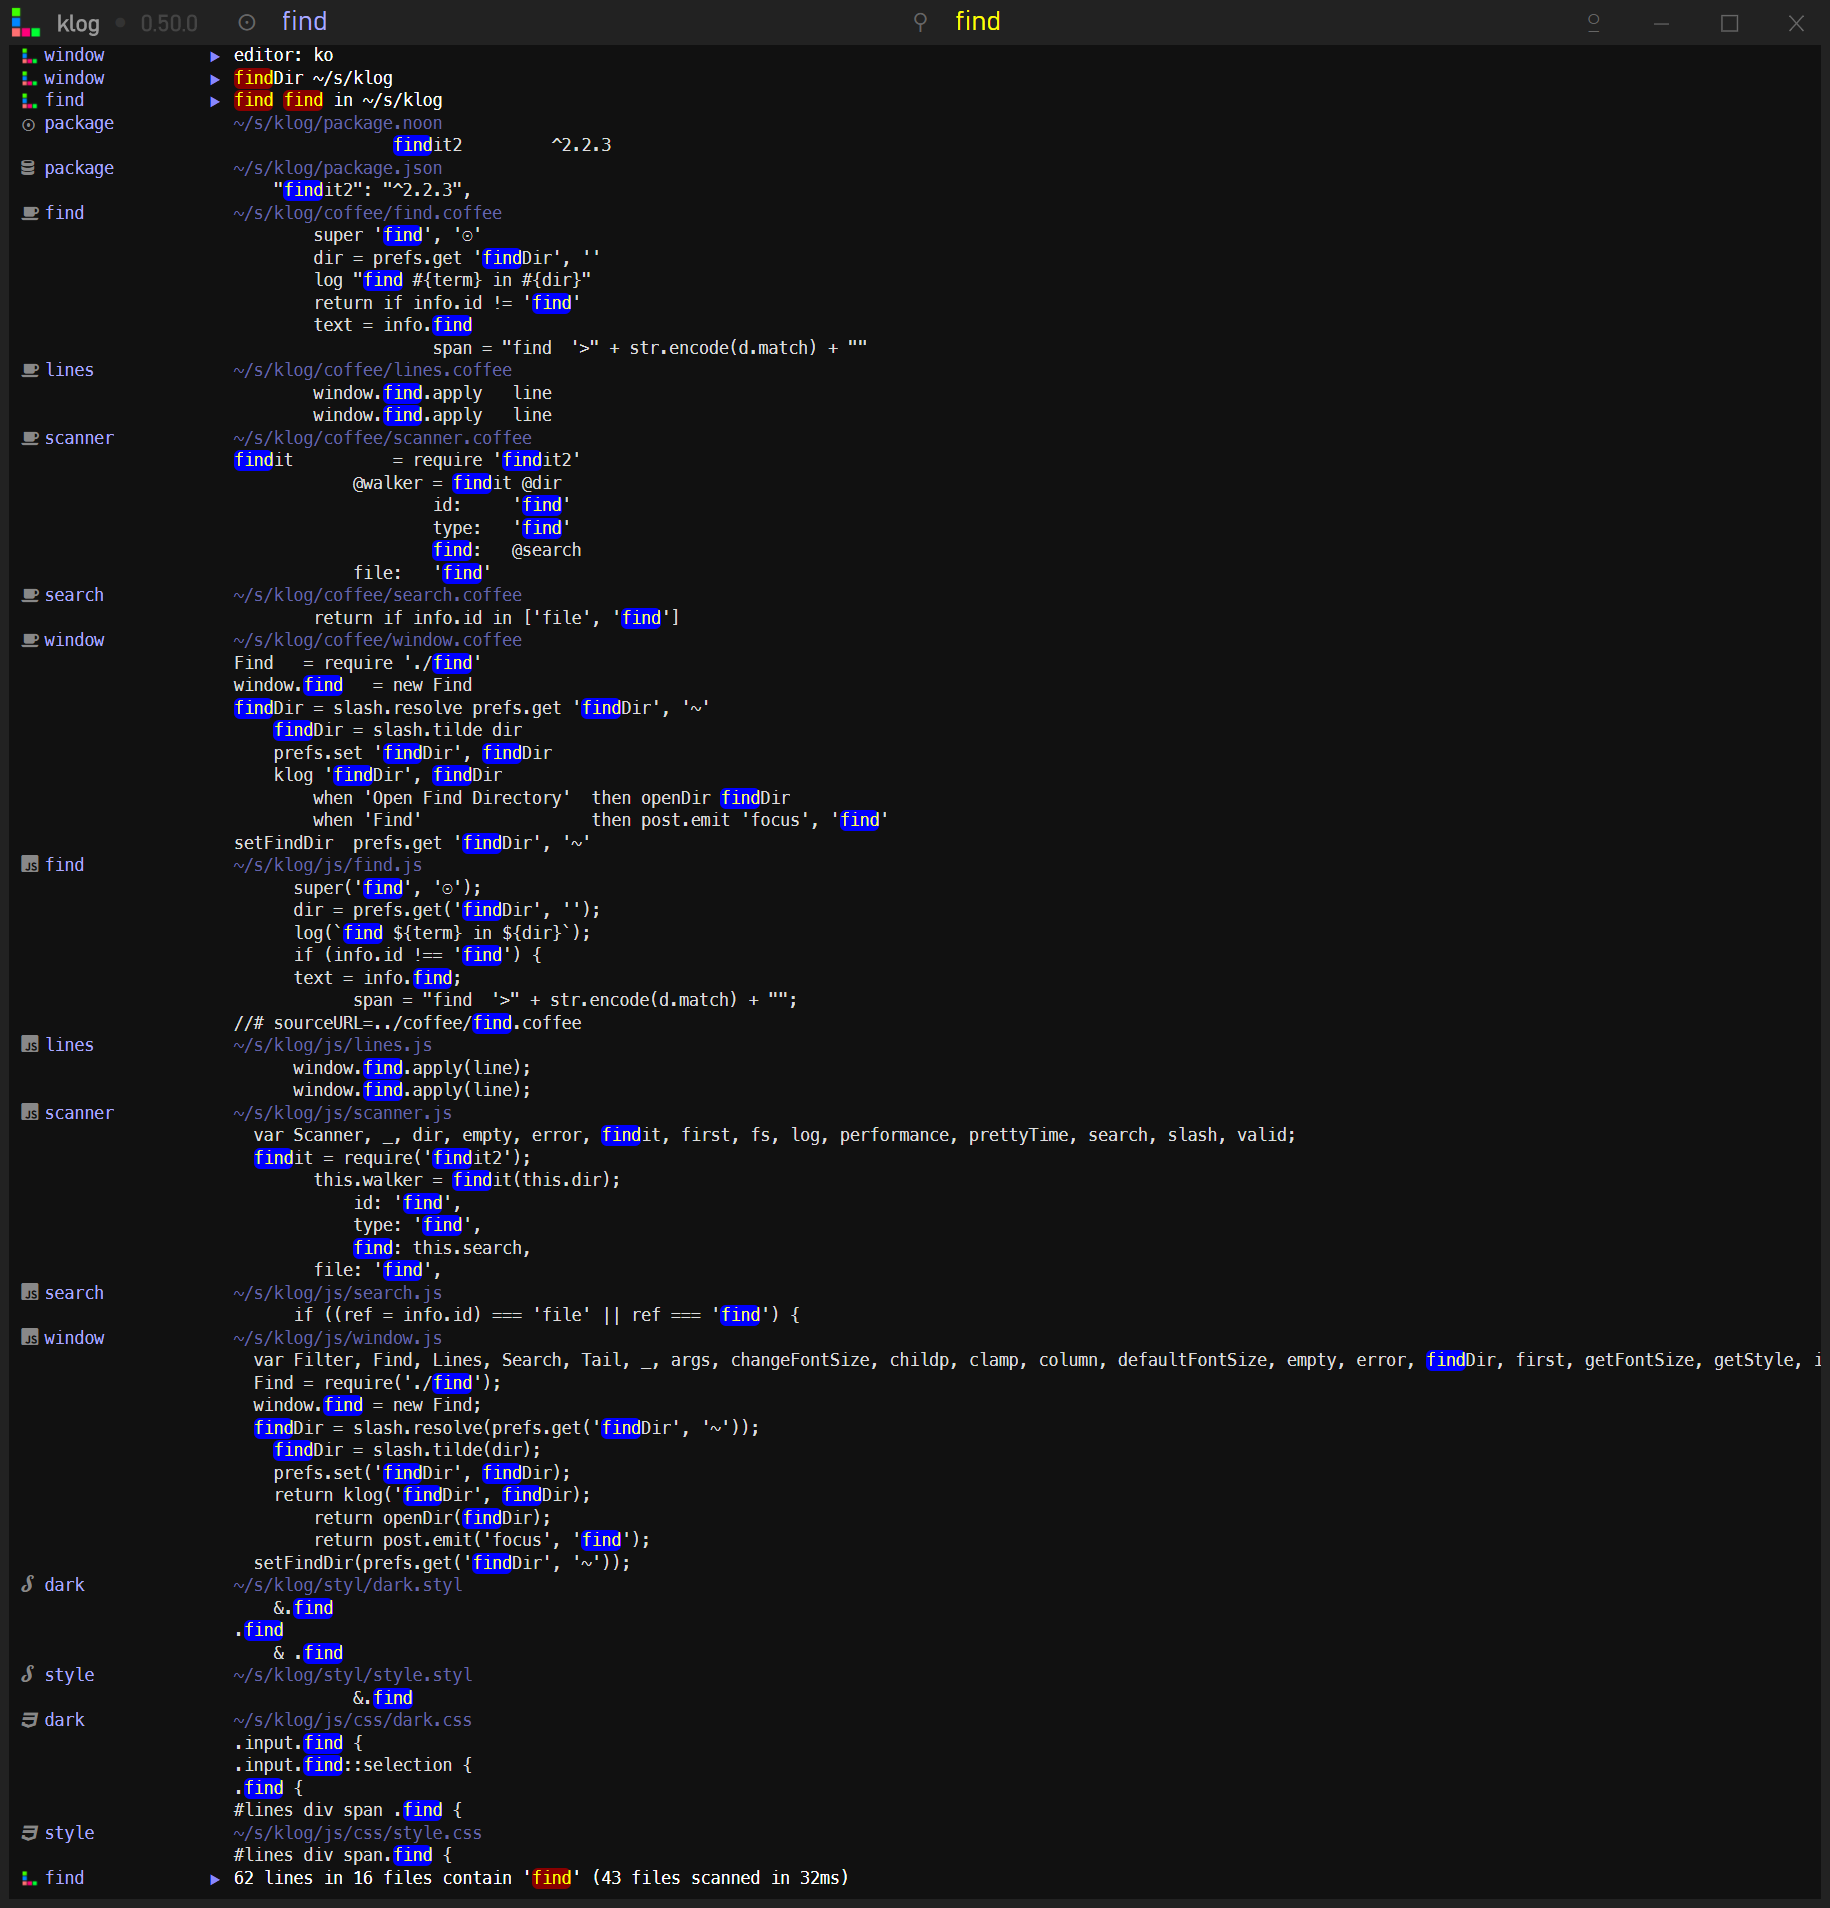 klog ● 0.50.0 ⊙ find ⚲ find
window ▶ editor: ko
window ▶ findDir ~/s/klog
find ▶ find find in ~/s/klog
package ~/s/klog/package.noon
findit2 ^2.2.3
package ~/s/klog/package.json
"findit2": "^2.2.3",
find ~/s/klog/coffee/find.coffee
super 'find', '⊙'
dir = prefs.get 'findDir', ''
log "find #{term} in #{dir}"
return if info.id != 'find'
text = info.find
span = "find '>" + str.encode(d.match) + ""
lines ~/s/klog/coffee/lines.coffee
window.find.apply line
window.find.apply line
scanner ~/s/klog/coffee/scanner.coffee
findit = require 'findit2'
@walker = findit @dir
id: 'find'
type: 'find'
find: @search
file: 'find'
search ~/s/klog/coffee/search.coffee
return if info.id in ['file', 'find']
window ~/s/klog/coffee/window.coffee
Find = require './find'
window.find = new Find
findDir = slash.resolve prefs.get 'findDir', '~'
findDir = slash.tilde dir
prefs.set 'findDir', findDir
klog 'findDir', findDir
when 'Open Find Directory' then openDir findDir
when 'Find' then post.emit 'focus', 'find'
setFindDir prefs.get 'findDir', '~'
find ~/s/klog/js/find.js
super('find', '⊙');
dir = prefs.get('findDir', '');
log(`find ${term} in ${dir}`);
if (info.id !== 'find') {
text = info.find;
span = "find '>" + str.encode(d.match) + "";
//# sourceURL=../coffee/find.coffee
lines ~/s/klog/js/lines.js
window.find.apply(line);
window.find.apply(line);
scanner ~/s/klog/js/scanner.js
var Scanner, _, dir, empty, error, findit, first, fs, log, performance, prettyTime, search, slash, valid;
findit = require('findit2');
this.walker = findit(this.dir);
id: 'find',
type: 'find',
find: this.search,
file: 'find',
search ~/s/klog/js/search.js
if ((ref = info.id) === 'file' || ref === 'find') {
window ~/s/klog/js/window.js
var Filter, Find, Lines, Search, Tail, _, args, changeFontSize, childp, clamp, column, defaultFontSize, empty, error, findDir, first, getFontSize, getStyle, i
Find = require('./find');
window.find = new Find;
findDir = slash.resolve(prefs.get('findDir', '~'));
findDir = slash.tilde(dir);
prefs.set('findDir', findDir);
return klog('findDir', findDir);
return openDir(findDir);
return post.emit('focus', 'find');
setFindDir(prefs.get('findDir', '~'));
dark ~/s/klog/styl/dark.styl
&.find
.find
& .find
style ~/s/klog/styl/style.styl
&.find
dark ~/s/klog/js/css/dark.css
.input.find {
.input.find::selection {
.find {
#lines div span .find {
style ~/s/klog/js/css/style.css
#lines div span.find {
find ▶ 62 lines in 16 files contain 'find' (43 files scanned in 32ms)